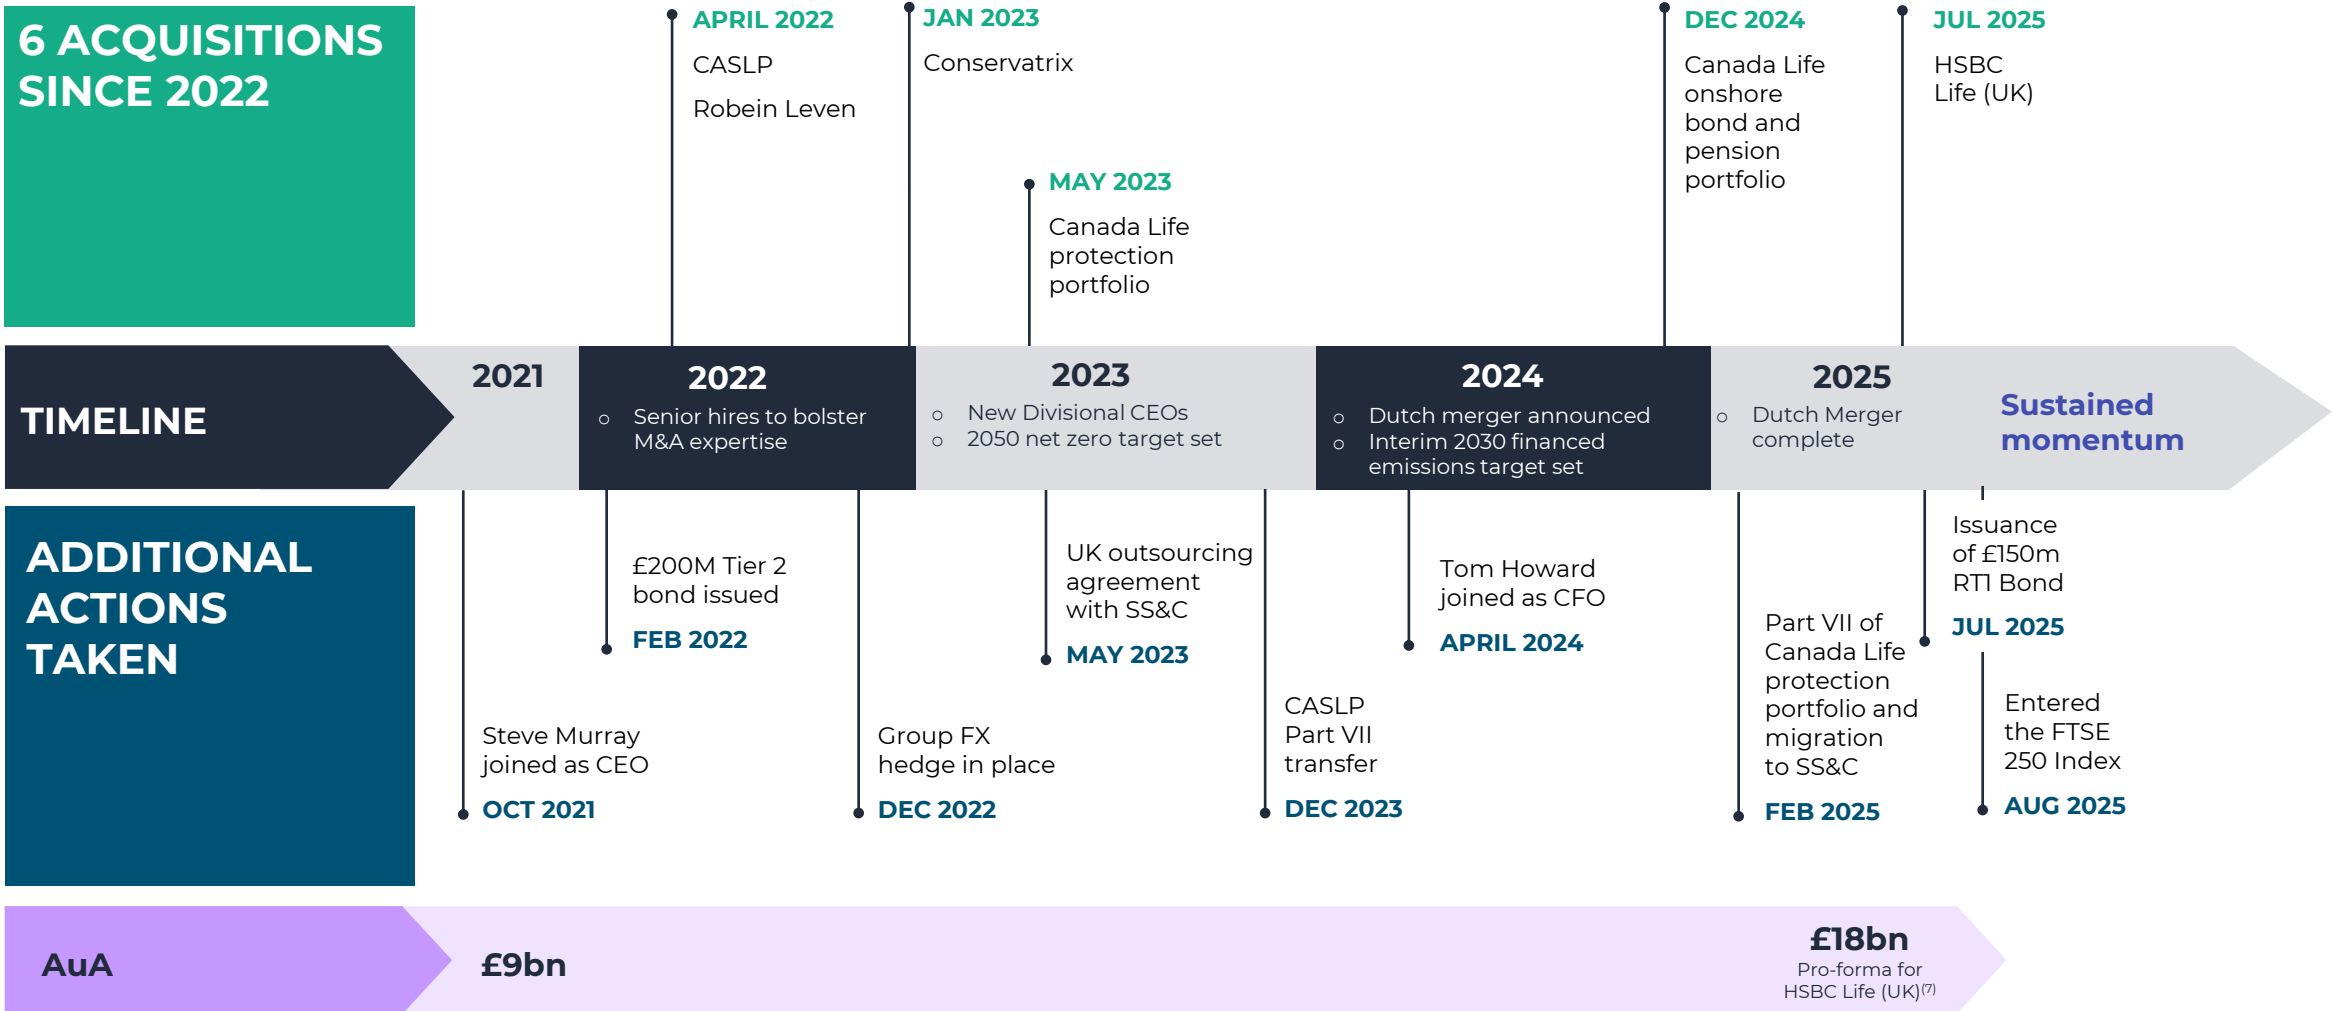 6 ACQUISITIONS
SINCE 2022
APRIL 2022
CASLP
Robein Leven
JAN 2023
Conservatrix
MAY 2023
Canada Life
protection
portfolio
DEC 2024
Canada Life
onshore
bond and
pension
portfolio
JUL 2025
HSBC
Life (UK)
TIMELINE
2021
2022
○ Senior hires to bolster
M&A expertise
2023
○ New Divisional CEOs
○ 2050 net zero target set
2024
○ Dutch merger announced
○ Interim 2030 financed
emissions target set
2025
○ Dutch Merger
complete
Sustained
momentum
ADDITIONAL
ACTIONS
TAKEN
Steve Murray
joined as CEO
OCT 2021
£200M Tier 2
bond issued
FEB 2022
Group FX
hedge in place
DEC 2022
UK outsourcing
agreement
with SS&C
MAY 2023
CASLP
Part VII
transfer
DEC 2023
Tom Howard
joined as CFO
APRIL 2024
Part VII of
Canada Life
protection
portfolio and
migration
to SS&C
FEB 2025
Issuance
of £150m
RT1 Bond
JUL 2025
Entered
the FTSE
250 Index
AUG 2025
AuA
£9bn
£18bn
Pro-forma for
HSBC Life (UK)(7)